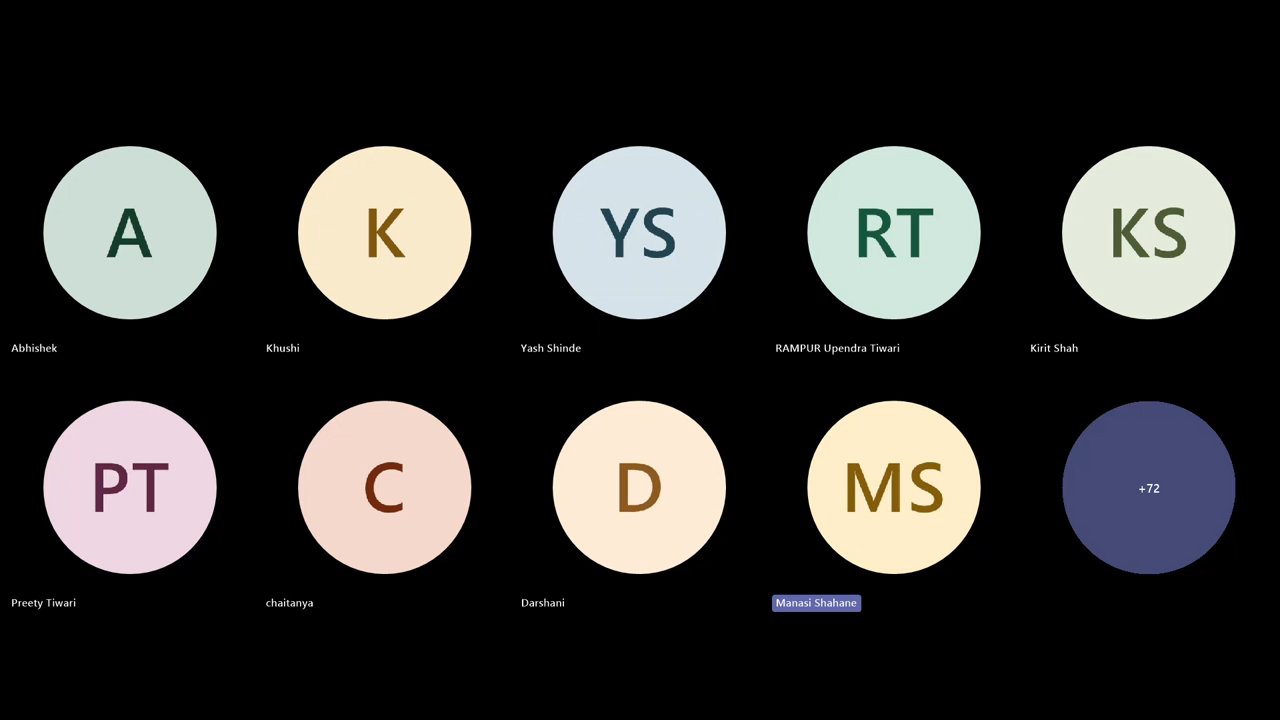 A
K
YS
RT
KS
Abhishek
Khushi
Yash Shinde
RAMPUR Upendra Tiwari
Kirit Shah
PT
C
D
MS
+72
Preety Tiwari
chaitanya
Darshani
Manasi Shahane